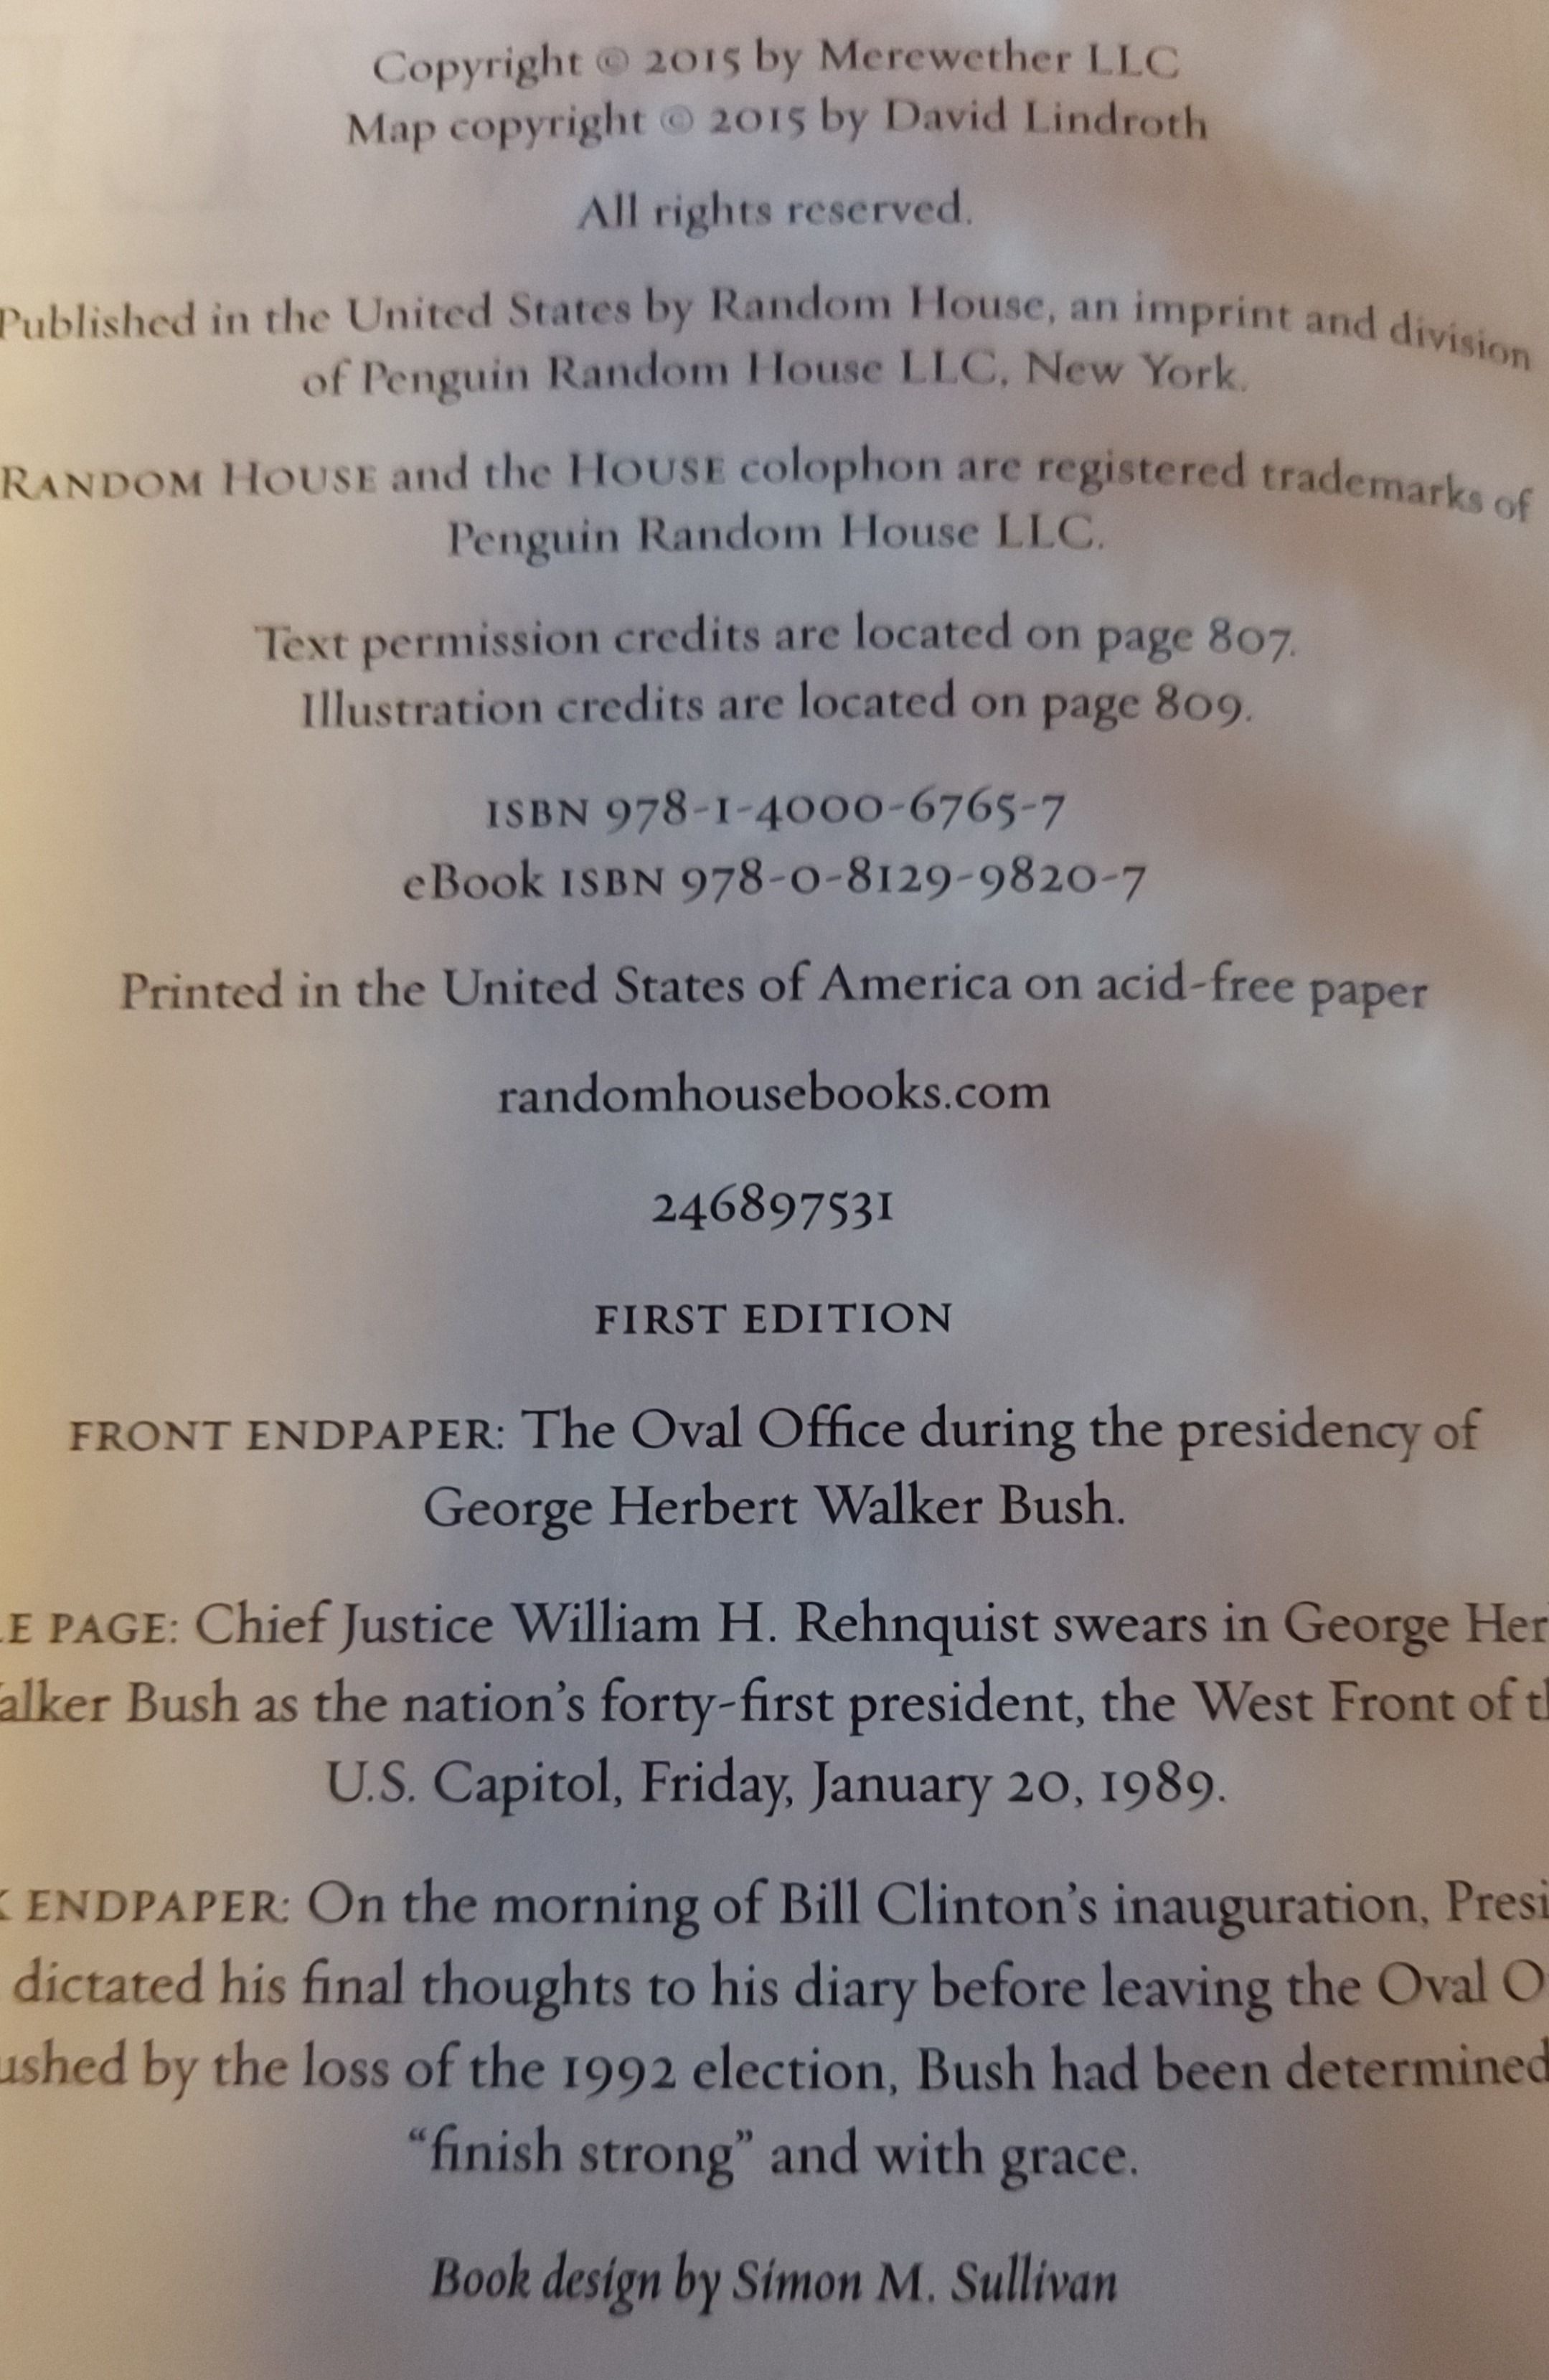 Copyright © 2015 by Merewether LLC
Map copyright © 2015 by David Lindroth
All rights reserved.
Published in the United States by Random House, an imprint and division
of Penguin Random House LLC, New York.
RANDOM HOUSE and the HOUSE colophon are registered trademarks of
Penguin Random House LLC.
Text permission credits are located on page 807.
Illustration credits are located on page 809.
ISBN 978-1-4000-6765-7
eBook ISBN 978-0-8129-9820-7
Printed in the United States of America on acid-free paper
randomhousebooks.com
246897531
FIRST EDITION
FRONT ENDPAPER: The Oval Office during the presidency of
George Herbert Walker Bush.
PAGE: Chief Justice William H. Rehnquist swears in George
Bush as the nation’s forty-first president, the West Front of
U.S. Capitol, Friday, January 20, 1989.
ENDPAPER: On the morning of Bill Clinton’s inauguration,
dictated his final thoughts to his diary before leaving the Oval
by the loss of the 1992 election, Bush had been determined
“finish strong” and with grace.
Book design by Simon M. Sullivan